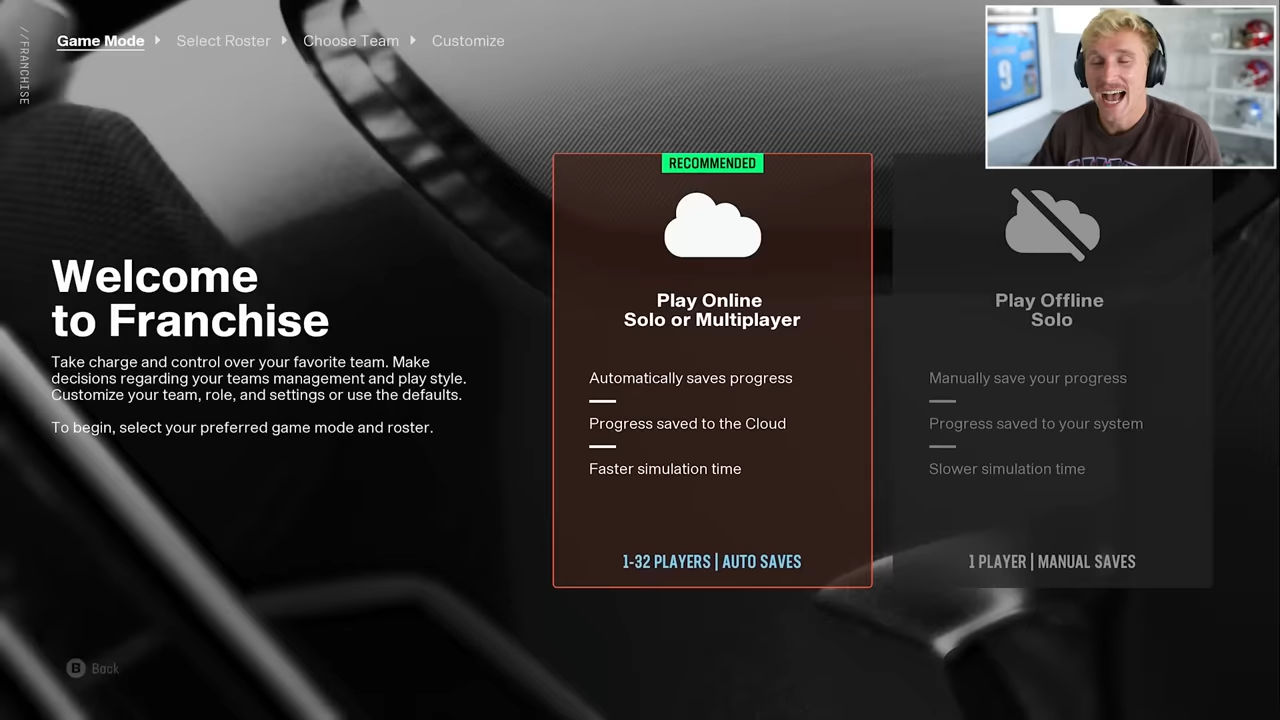 //FRANCHISE
Game Mode
Select Roster
Choose Team
Customize
9
Welcome
to Franchise
Take charge and control over your favorite team. Make
decisions regarding your teams management and play style.
Customize your team, role, and settings or use the defaults.
To begin, select your preferred game mode and roster.
RECOMMENDED
Play Online
Solo or Multiplayer
Automatically saves progress
Progress saved to the Cloud
Faster simulation time
1-32 PLAYERS | AUTO SAVES
Play Offline
Solo
Manually save your progress
Progress saved to your system
Slower simulation time
1 PLAYER | MANUAL SAVES
B Back